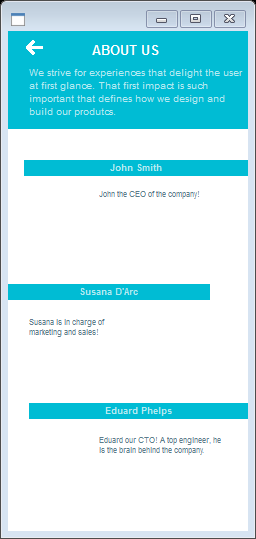 ABOUT US
We strive for experiences that delight the user
at first glance. That first impact is such
important that defines how we design and
build our produtcs.
John Smith
John the CEO of the company!
Susana D'Arc
Susana is in charge of
marketing and sales!
Eduard Phelps
Eduard our CTO! A top engineer, he
is the brain behind the company.